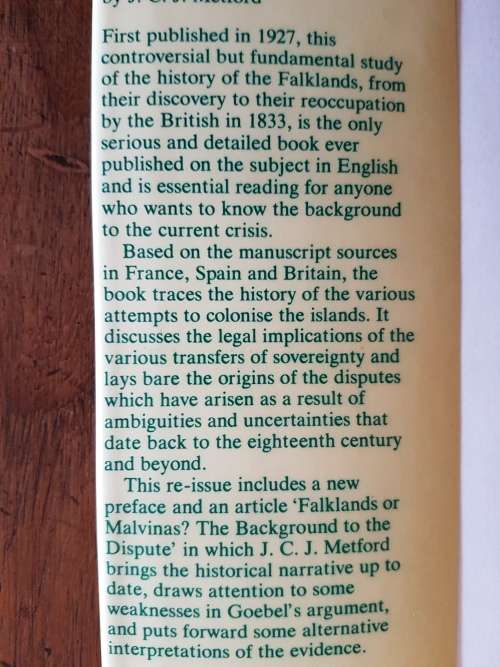 by J. C. J. Metford
First published in 1927, this
controversial but fundamental study
of the history of the Falklands, from
their discovery to their reoccupation
by the British in 1833, is the only
serious and detailed book ever
published on the subject in English
and is essential reading for anyone
who wants to know the background
to the current crisis.
Based on the manuscript sources
in France, Spain and Britain, the
book traces the history of the various
attempts to colonise the islands. It
discusses the legal implications of the
various transfers of sovereignty and
lays bare the origins of the disputes
which have arisen as a result of
ambiguities and uncertainties that
date back to the eighteenth century
and beyond.
This re-issue includes a new
preface and an article ‘Falklands or
Malvinas? The Background to the
Dispute’ in which J. C. J. Metford
brings the historical narrative up to
date, draws attention to some
weaknesses in Goebel’s argument,
and puts forward some alternative
interpretations of the evidence.